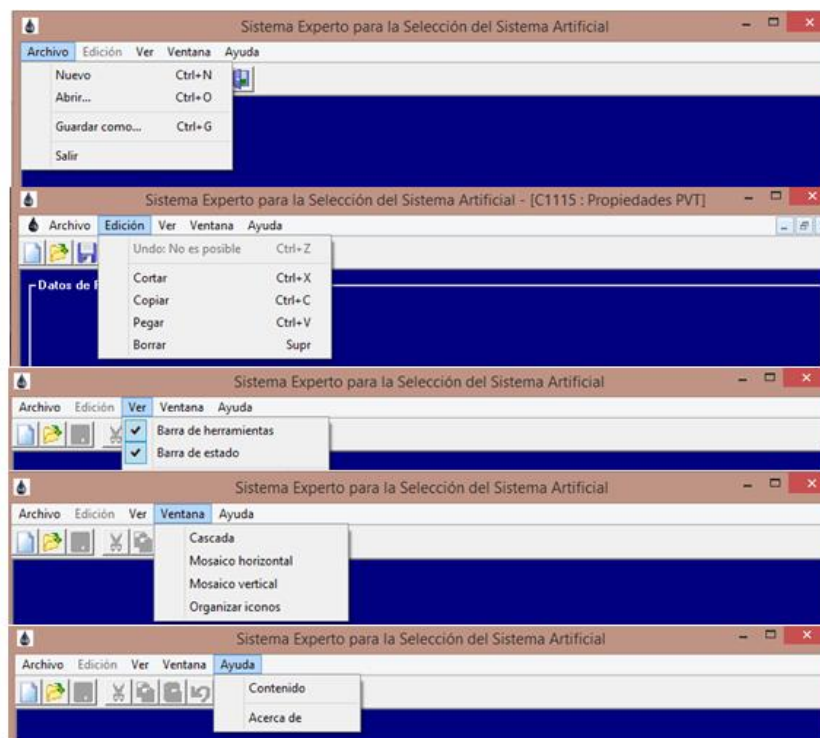 Sistema Experto para la Selección del Sistema Artificial
Archivo Edición Ver Ventana Ayuda
Nuevo Ctrl+N
Abrir... Ctrl+O
Guardar como... Ctrl+G
Salir
Sistema Experto para la Selección del Sistema Artificial - [C1115 : Propiedades PVT]
Archivo Edición Ver Ventana Ayuda
Undo: No es posible Ctrl+Z
Datos de
Cortar Ctrl+X
Copiar Ctrl+C
Pegar Ctrl+V
Borrar Supr
Sistema Experto para la Selección del Sistema Artificial
Archivo Edición Ver Ventana Ayuda
Barra de herramientas
Barra de estado
Sistema Experto para la Selección del Sistema Artificial
Archivo Edición Ver Ventana Ayuda
Cascada
Mosaico horizontal
Mosaico vertical
Organizar iconos
Sistema Experto para la Selección del Sistema Artificial
Archivo Edición Ver Ventana Ayuda
Contenido
Acerca de